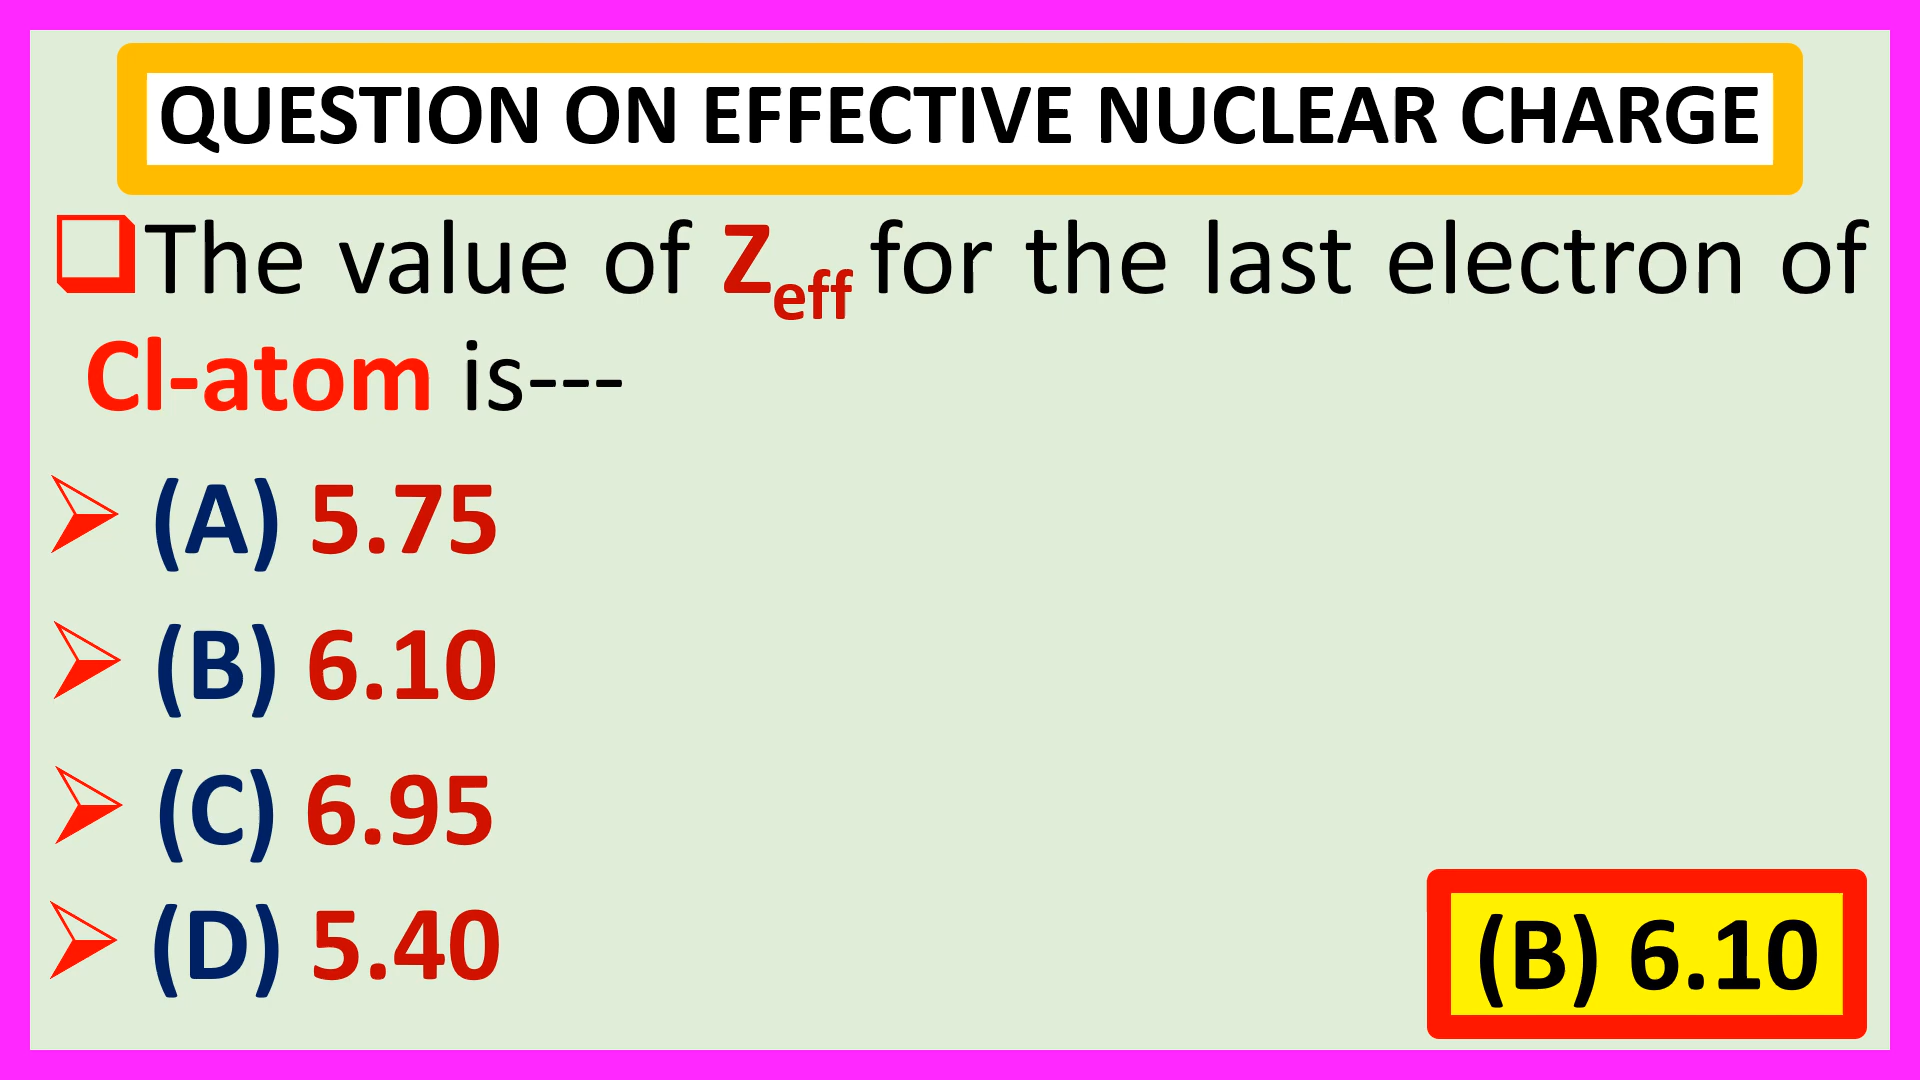 QUESTION ON EFFECTIVE NUCLEAR CHARGE
The value of Zeff for the last electron of
Cl-atom is---
(A) 5.75
(B) 6.10
(C) 6.95
(D) 5.40
(B) 6.10